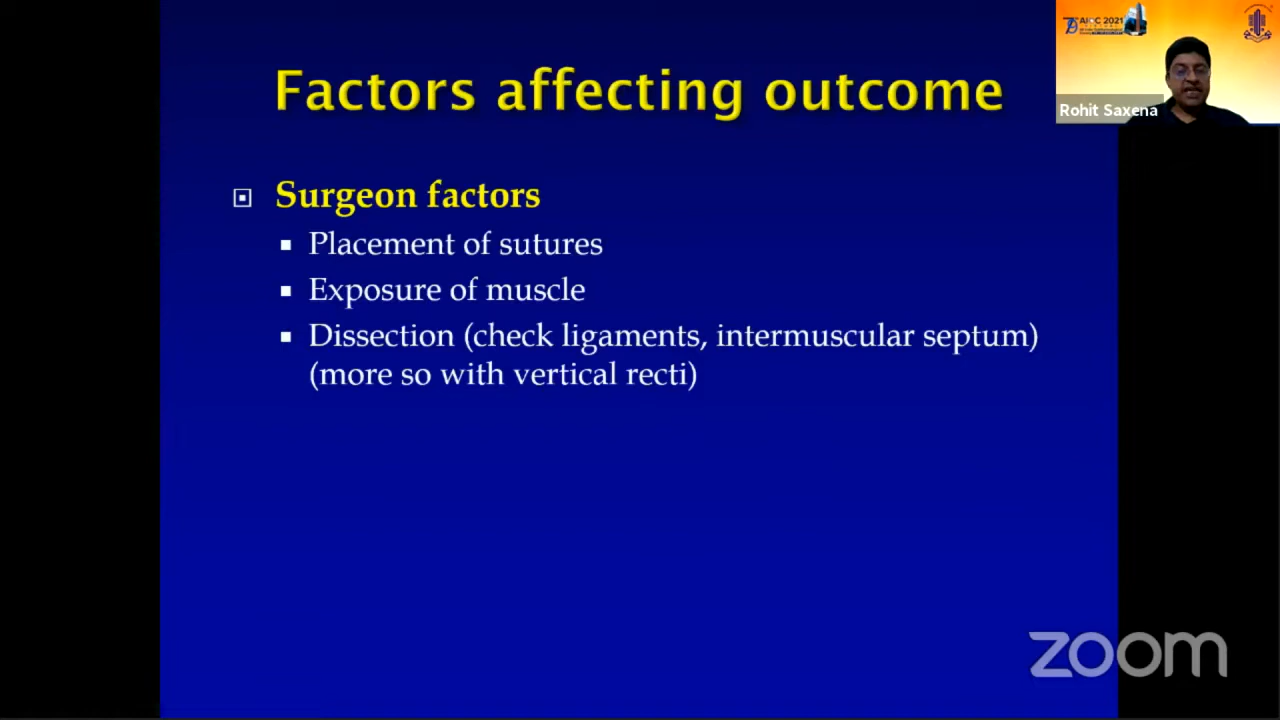 Factors affecting outcome
Surgeon factors
Placement of sutures
Exposure of muscle
Dissection (check ligaments, intermuscular septum)
(more so with vertical recti)
2021
Rohit Saxena
zoom